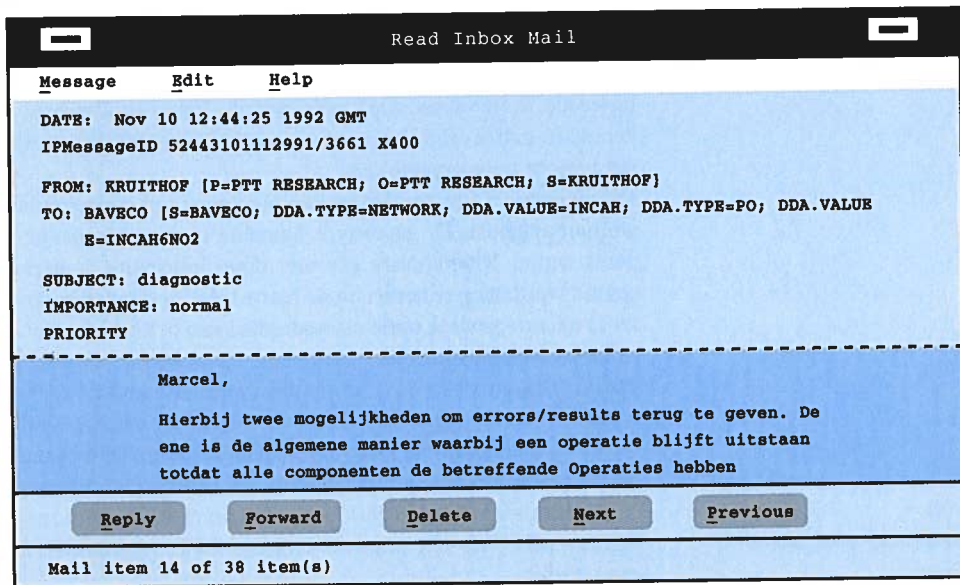 Read Inbox Mail
Message Edit Help
DATE: Nov 10 12:44:25 1992 GMT
IPMessageID 52443101112991/3661 X400
FROM: KRUITHOF [P=PTT RESEARCH; O=PTT RESEARCH; S=KRUITHOF}
TO: BAVECO [S=BAVECO; DDA.TYPE=NETWORK; DDA.VALUE=INCAH; DDA.TYPE=PO; DDA.VALUE
E=INCAH6NO2
SUBJECT: diagnostic
IMPORTANCE: normal
PRIORITY
Marcel,
Hierbij twee mogelijkheden om errors/results terug te geven. De
ene is de algemene manier waarbij een operatie blijft uitstaan
totdat alle componenten de betreffende Operaties hebben
Reply Forward Delete Next Previous
Mail item 14 of 38 item(s)